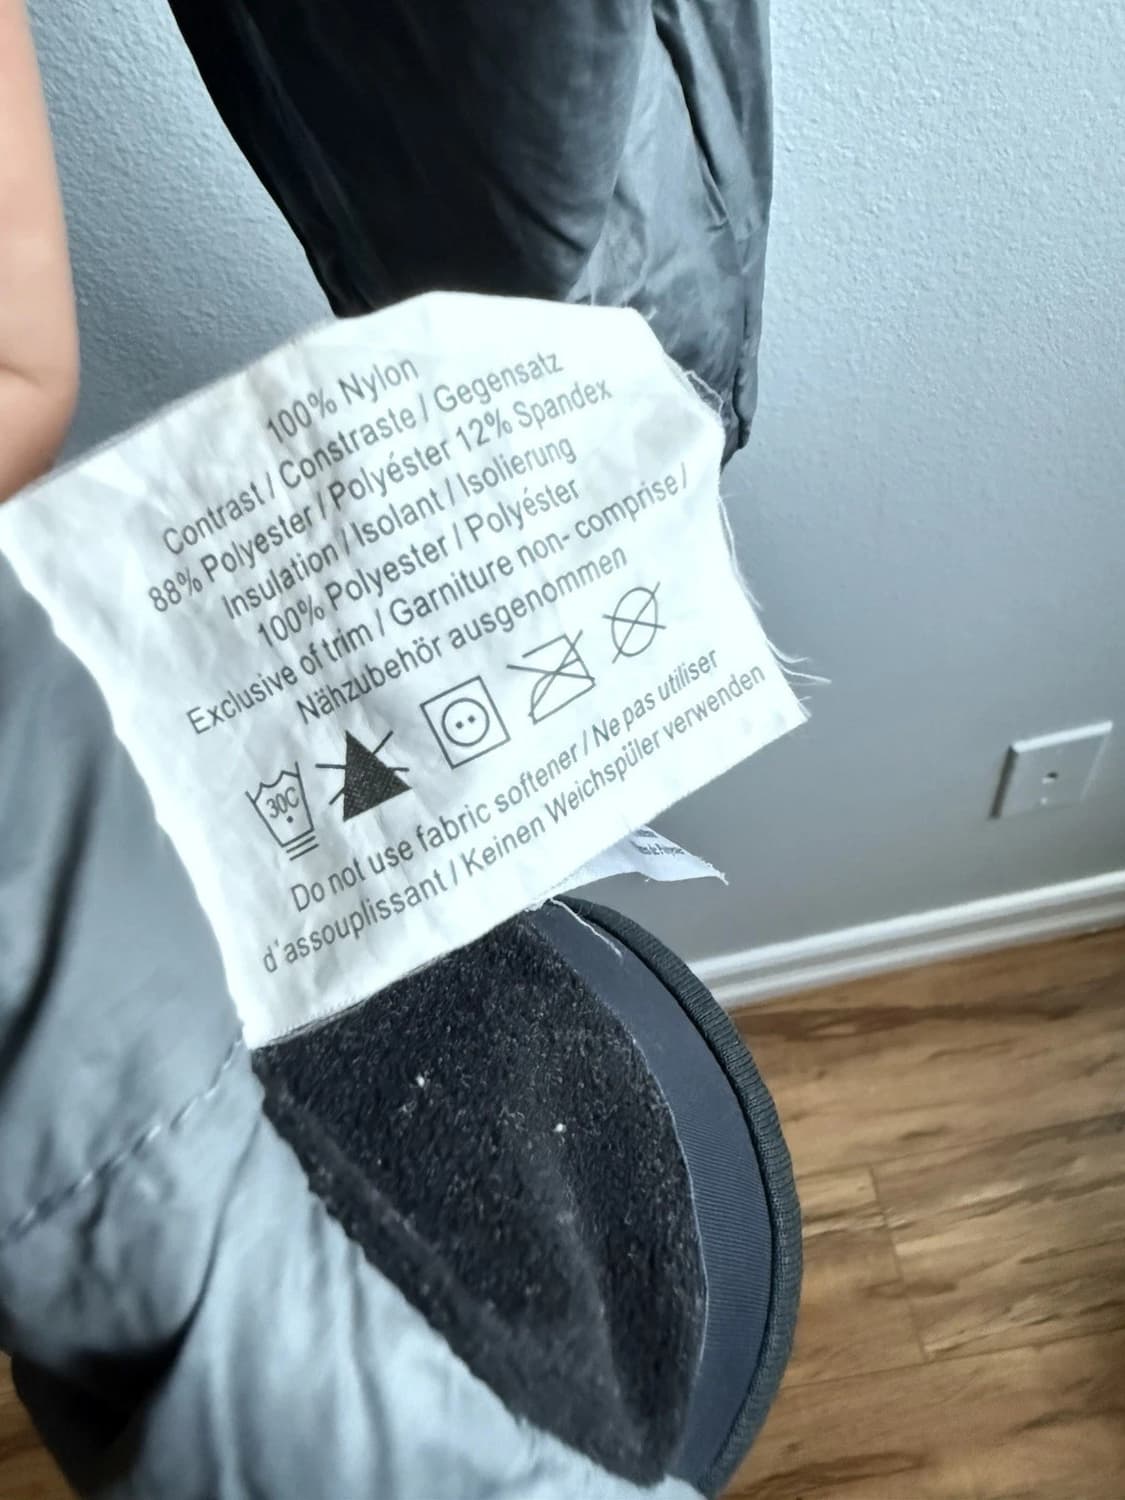 100% Nylon
Contrast / Constraste / Gegensatz
88% Polyester / Polyéster 12% Spandex
Insulation / Isolant / Isolierung
100% Polyester / Polyéster
Exclusive of trim / Garniture non- comprise /
Nähzubehör ausgenommen
30C
Do not use fabric softener / Ne pas utiliser
d'assouplissant / Keinen Weichspüler verwenden